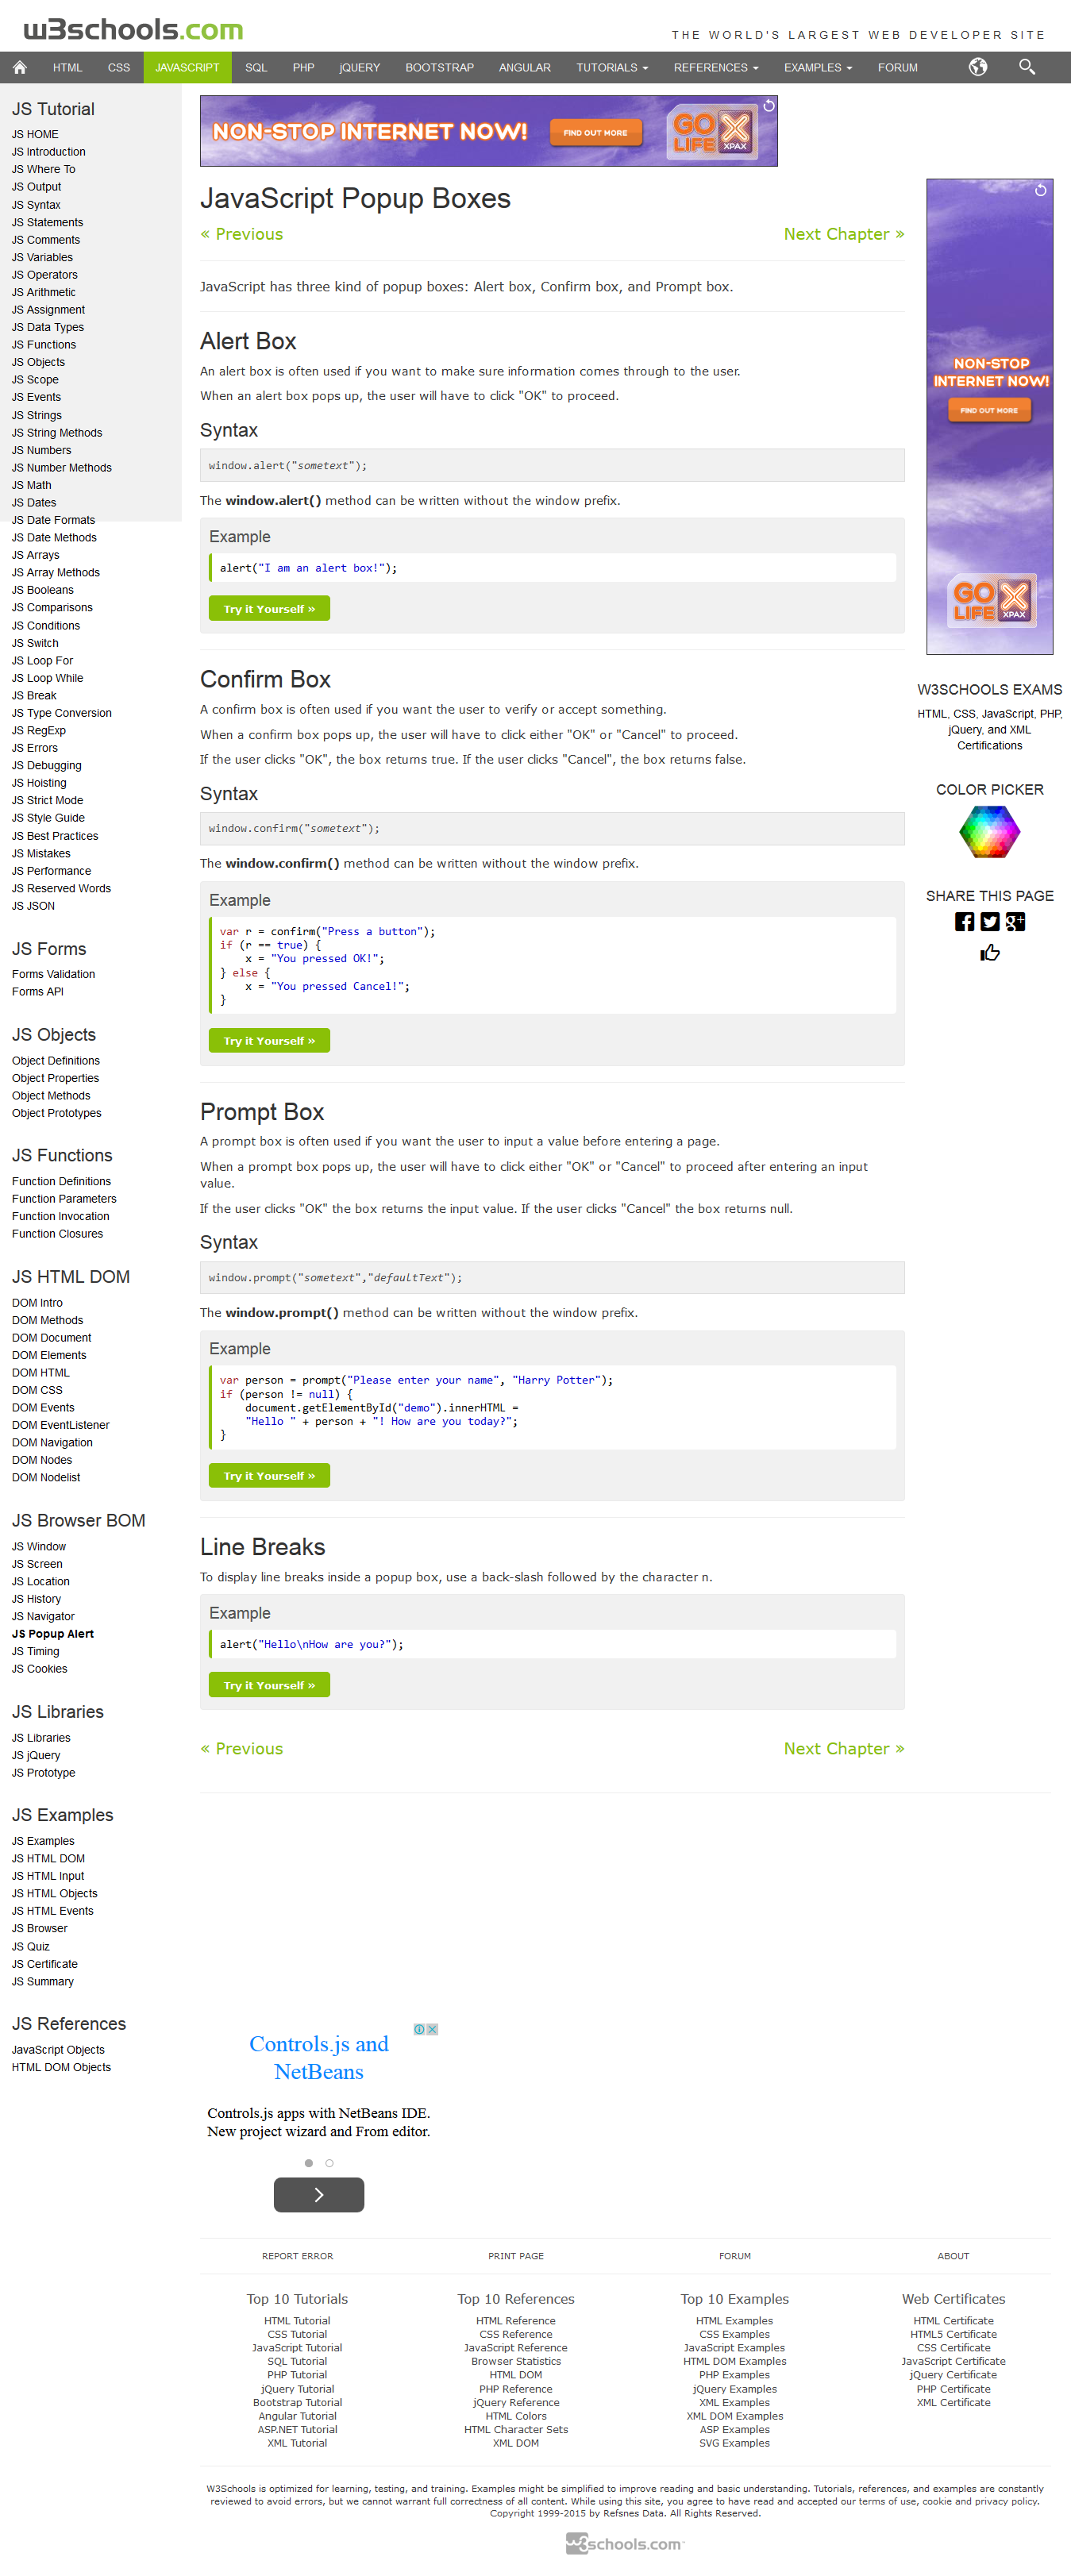 w3schools.com
THE WORLD'S LARGEST WEB DEVELOPER SITE
HTML CSS JAVASCRIPT SQL PHP jQUERY BOOTSTRAP ANGULAR TUTORIALS REFERENCES EXAMPLES FORUM
JS Tutorial
JS HOME
JS Introduction
JS Where To
JS Output
JS Syntax
JS Statements
JS Comments
JS Variables
JS Operators
JS Arithmetic
JS Assignment
JS Data Types
JS Functions
JS Objects
JS Scope
JS Events
JS Strings
JS String Methods
JS Numbers
JS Number Methods
JS Math
JS Dates
JS Date Formats
JS Date Methods
JS Arrays
JS Array Methods
JS Booleans
JS Comparisons
JS Conditions
JS Switch
JS Loop For
JS Loop While
JS Break
JS Type Conversion
JS RegExp
JS Errors
JS Debugging
JS Hoisting
JS Strict Mode
JS Style Guide
JS Best Practices
JS Mistakes
JS Performance
JS Reserved Words
JS JSON
JS Forms
Forms Validation
Forms API
JS Objects
Object Definitions
Object Properties
Object Methods
Object Prototypes
JS Functions
Function Definitions
Function Parameters
Function Invocation
Function Closures
JS HTML DOM
DOM Intro
DOM Methods
DOM Document
DOM Elements
DOM HTML
DOM CSS
DOM Events
DOM EventListener
DOM Navigation
DOM Nodes
DOM Nodelist
JS Browser BOM
JS Window
JS Screen
JS Location
JS History
JS Navigator
JS Popup Alert
JS Timing
JS Cookies
JS Libraries
JS Libraries
JS jQuery
JS Prototype
JS Examples
JS Examples
JS HTML DOM
JS HTML Input
JS HTML Objects
JS HTML Events
JS Browser
JS Quiz
JS Certificate
JS Summary
JS References
JavaScript Objects
HTML DOM Objects
NON-STOP INTERNET NOW!
FIND OUT MORE
GO
LIFE
X
XPAX
JavaScript Popup Boxes
« Previous
Next Chapter »
JavaScript has three kind of popup boxes: Alert box, Confirm box, and Prompt box.
Alert Box
An alert box is often used if you want to make sure information comes through to the user.
When an alert box pops up, the user will have to click "OK" to proceed.
Syntax
window.alert("sometext");
The window.alert() method can be written without the window prefix.
Example
alert("I am an alert box!");
Try it Yourself »
Confirm Box
A confirm box is often used if you want the user to verify or accept something.
When a confirm box pops up, the user will have to click either "OK" or "Cancel" to proceed.
If the user clicks "OK", the box returns true. If the user clicks "Cancel", the box returns false.
Syntax
window.confirm("sometext");
The window.confirm() method can be written without the window prefix.
Example
var r = confirm("Press a button");
if (r == true) {
    x = "You pressed OK!";
} else {
    x = "You pressed Cancel!";
}
Try it Yourself »
Prompt Box
A prompt box is often used if you want the user to input a value before entering a page.
When a prompt box pops up, the user will have to click either "OK" or "Cancel" to proceed after entering an input
value.
If the user clicks "OK" the box returns the input value. If the user clicks "Cancel" the box returns null.
Syntax
window.prompt("sometext","defaultText");
The window.prompt() method can be written without the window prefix.
Example
var person = prompt("Please enter your name", "Harry Potter");
if (person != null) {
    document.getElementById("demo").innerHTML =
    "Hello " + person + "! How are you today?";
}
Try it Yourself »
Line Breaks
To display line breaks inside a popup box, use a back-slash followed by the character n.
Example
alert("Hello\nHow are you?");
Try it Yourself »
« Previous
Next Chapter »
NON-STOP
INTERNET NOW!
FIND OUT MORE
GO
LIFE
X
XPAX
W3SCHOOLS EXAMS
HTML, CSS, JavaScript, PHP,
jQuery, and XML
Certifications
COLOR PICKER
SHARE THIS PAGE
g+
Controls.js and
NetBeans
Controls.js apps with NetBeans IDE.
New project wizard and From editor.
REPORT ERROR
PRINT PAGE
FORUM
ABOUT
Top 10 Tutorials
HTML Tutorial
CSS Tutorial
JavaScript Tutorial
SQL Tutorial
PHP Tutorial
jQuery Tutorial
Bootstrap Tutorial
Angular Tutorial
ASP.NET Tutorial
XML Tutorial
Top 10 References
HTML Reference
CSS Reference
JavaScript Reference
Browser Statistics
HTML DOM
PHP Reference
jQuery Reference
HTML Colors
HTML Character Sets
XML DOM
Top 10 Examples
HTML Examples
CSS Examples
JavaScript Examples
HTML DOM Examples
PHP Examples
jQuery Examples
XML Examples
XML DOM Examples
ASP Examples
SVG Examples
Web Certificates
HTML Certificate
HTML5 Certificate
CSS Certificate
JavaScript Certificate
jQuery Certificate
PHP Certificate
XML Certificate
W3Schools is optimized for learning, testing, and training. Examples might be simplified to improve reading and basic understanding. Tutorials, references, and examples are constantly
reviewed to avoid errors, but we cannot warrant full correctness of all content. While using this site, you agree to have read and accepted our terms of use, cookie and privacy policy.
Copyright 1999-2015 by Refsnes Data. All Rights Reserved.
w3schools.com